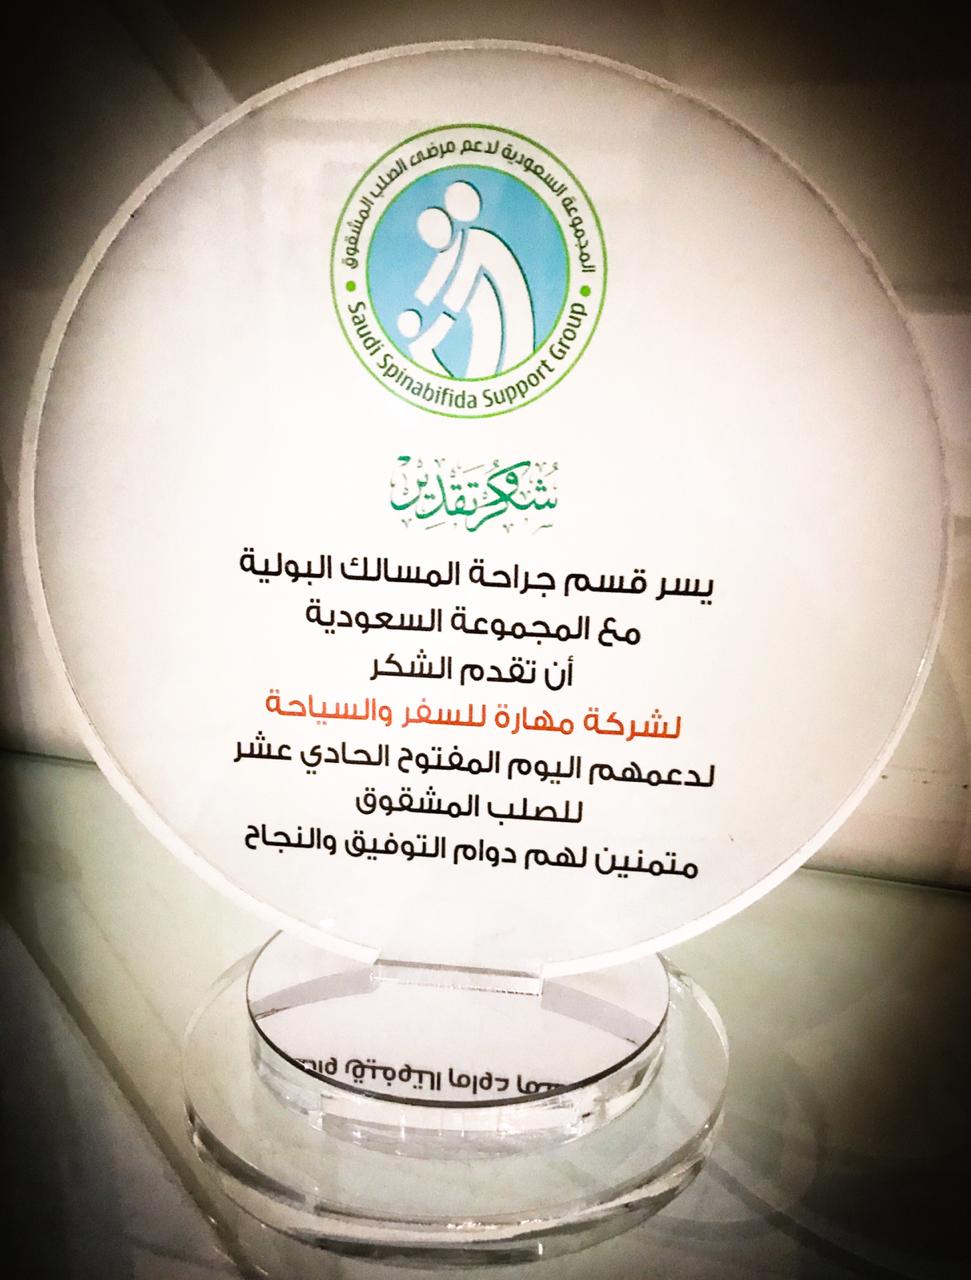 المجموعة السعودية لدعم مرضى الصلب المشقوق
Saudi Spinabifida Support Group
شكر وتقدير
يسر قسم جراحة المسالك البولية
مع المجموعة السعودية
أن تقدم الشكر
لشركة مهارة للسفر والسياحة
لدعمهم اليوم المفتوح الحادي عشر
للصلب المشقوق
متمنين لهم دوام التوفيق والنجاح